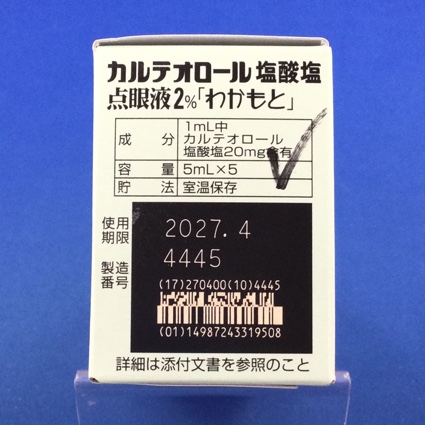 カルテオロール塩酸塩
点眼液2%「わかもと」
成分 1mL中
カルテオロール
塩酸塩20mg含有
容量 5mL×5
貯法 室温保存
使用期限 2027.4
製造番号 4445
(17)270400(10)4445
(01)14987243319508
詳細は添付文書を参照のこと